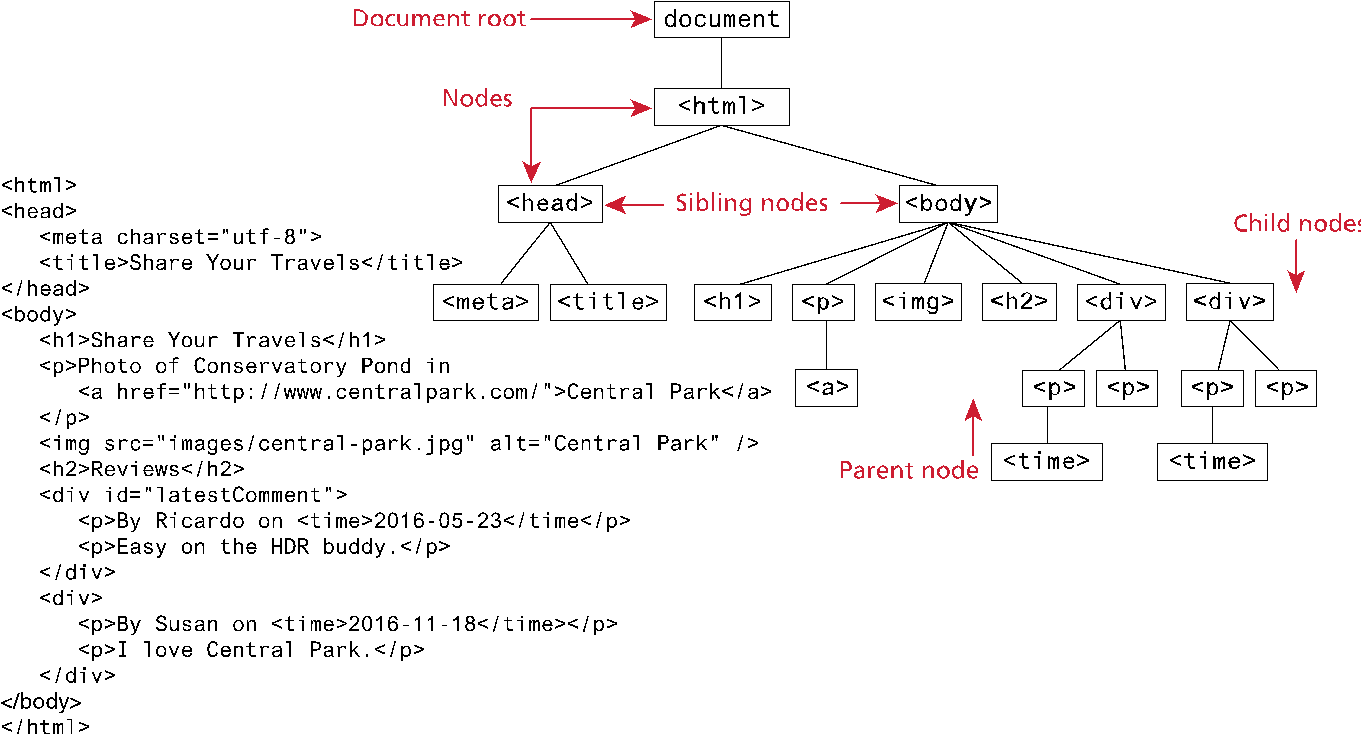 Document root
document
Nodes
<html>
<head>
Sibling nodes
<body>
Child nodes
<meta>
<title>
<h1>
<p>
<img>
<h2>
<div>
<div>
<a>
<p>
<p>
<p>
<p>
Parent node
<time>
<time>
<html>
<head>
<meta charset="utf-8">
<title>Share Your Travels</title>
</head>
<body>
<h1>Share Your Travels</h1>
<p>Photo of Conservatory Pond in
<a href="http://www.centralpark.com/">Central Park</a>
</p>
<img src="images/central-park.jpg" alt="Central Park" />
<h2>Reviews</h2>
<div id="latestComment">
<p>By Ricardo on <time>2016-05-23</time</p>
<p>Easy on the HDR buddy.</p>
</div>
<div>
<p>By Susan on <time>2016-11-18</time></p>
<p>I love Central Park.</p>
</div>
</body>
</html>